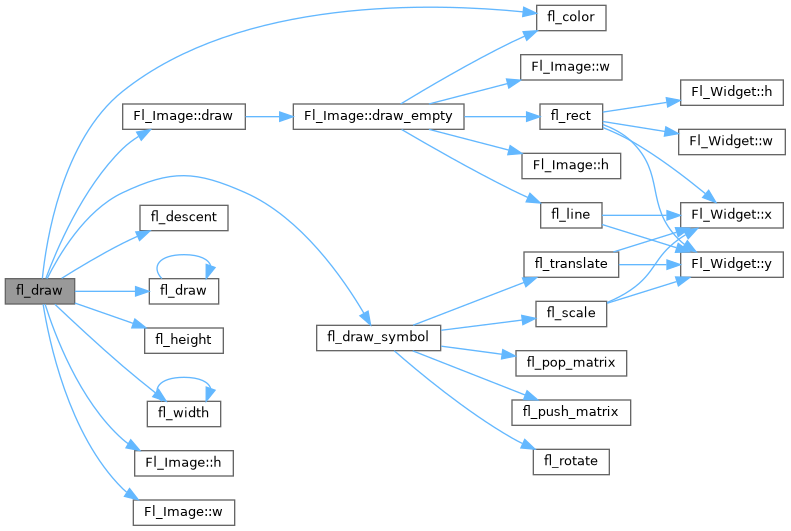 fl_color
Fl_Image::w
Fl_Widget::h
Fl_Image::draw
Fl_Image::draw_empty
fl_rect
Fl_Widget::w
Fl_Image::h
fl_descent
fl_line
Fl_Widget::x
fl_draw
fl_draw
fl_translate
Fl_Widget::y
fl_height
fl_draw_symbol
fl_scale
fl_pop_matrix
fl_width
fl_push_matrix
Fl_Image::h
fl_rotate
Fl_Image::w